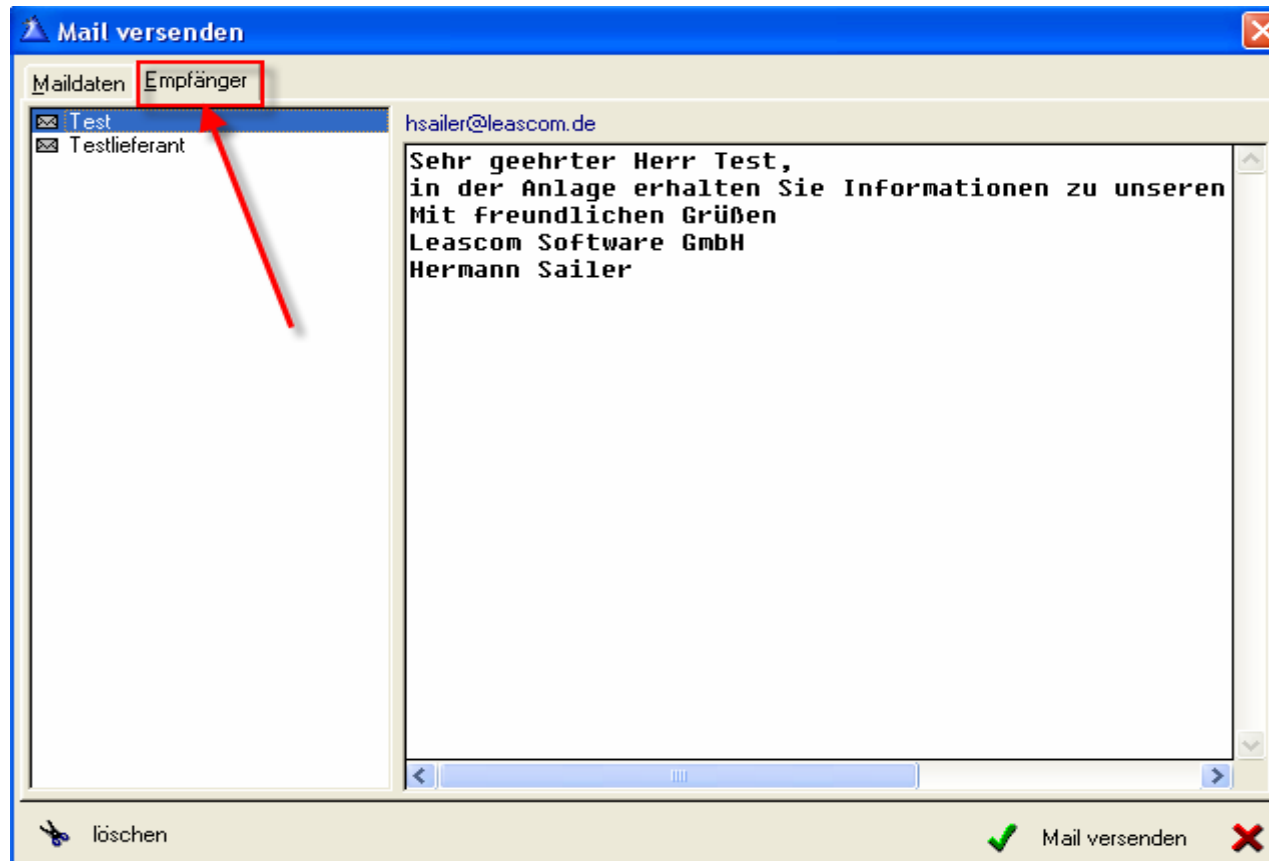 Mail versenden
Maildaten Empfänger
Test
Testlieferant
hsailer@leascom.de
Sehr geehrter Herr Test,
in der Anlage erhalten Sie Informationen zu unseren
Mit freundlichen Grüßen
Leascom Software GmbH
Hermann Sailer
löschen
Mail versenden